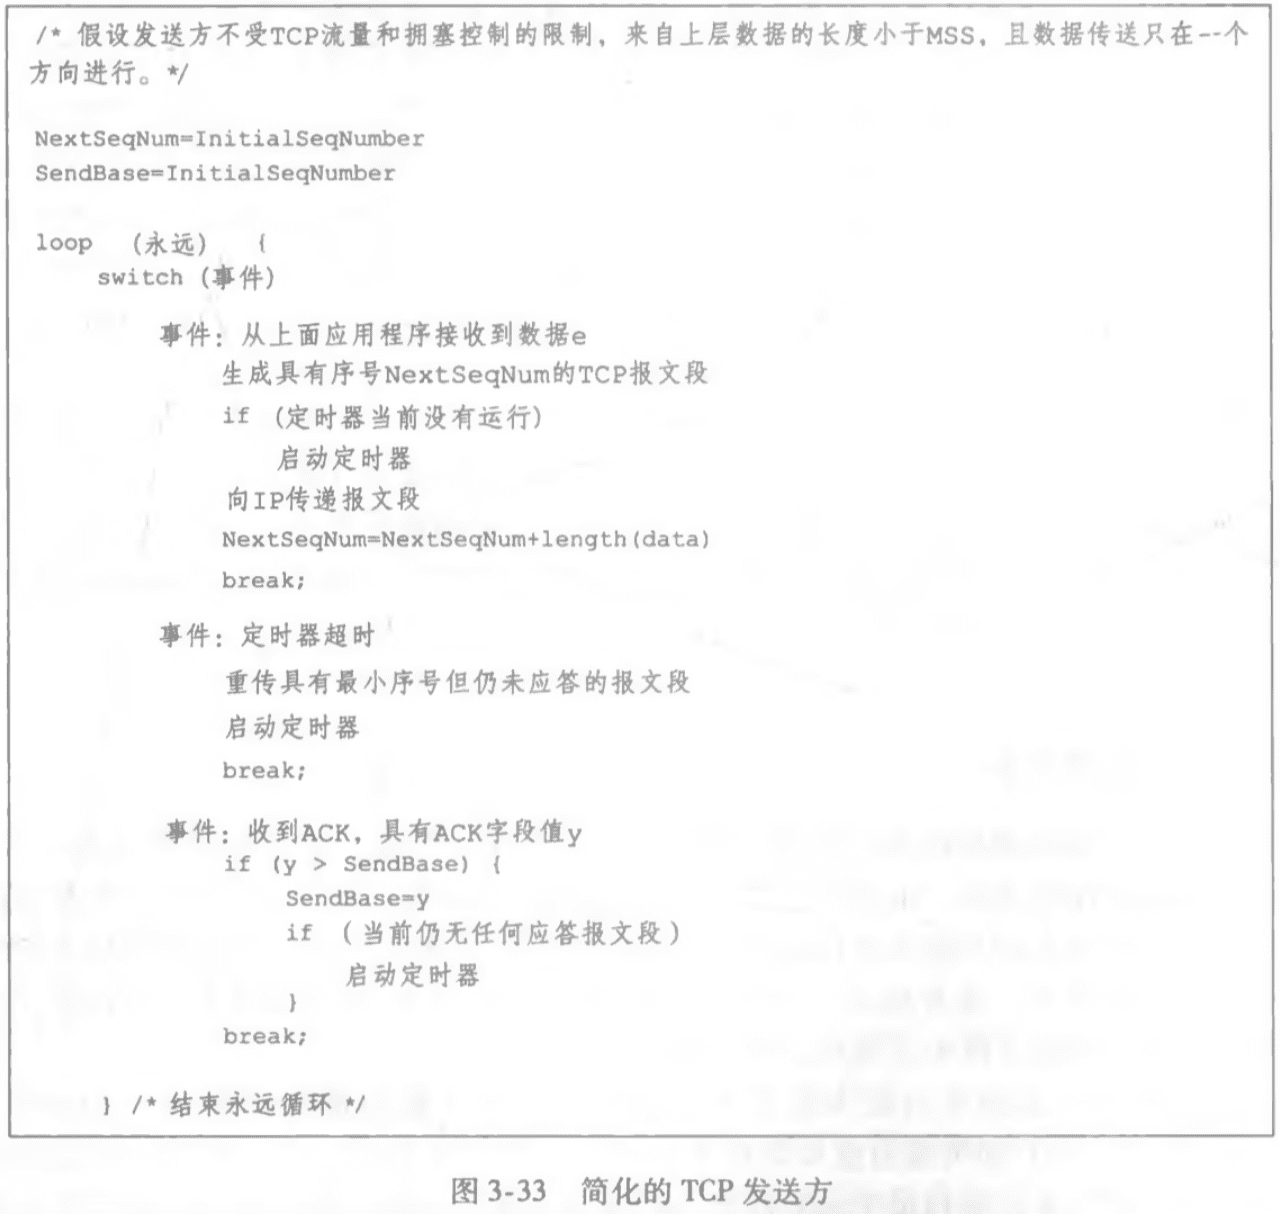 /* 假设发送方不受TCP流量和拥塞控制的限制，来自上层数据的长度小于MSS，且数据传送只在--个
方向进行。*/
NextSeqNum=InitialSeqNumber
SendBase=InitialSeqNumber
loop (永远) {
switch (事件)
事件: 从上面应用程序接收到数据e
生成具有序号NextSeqNum的TCP报文段
if (定时器当前没有运行)
启动定时器
向IP传递报文段
NextSeqNum=NextSeqNum+length(data)
break;
事件: 定时器超时
重传具有最小序号但仍未应答的报文段
启动定时器
break;
事件: 收到ACK，具有ACK字段值y
if (y > SendBase) {
SendBase=y
if (当前仍无任何应答报文段)
启动定时器
}
break;
} /* 结束永远循环 */
图 3-33 简化的 TCP 发送方